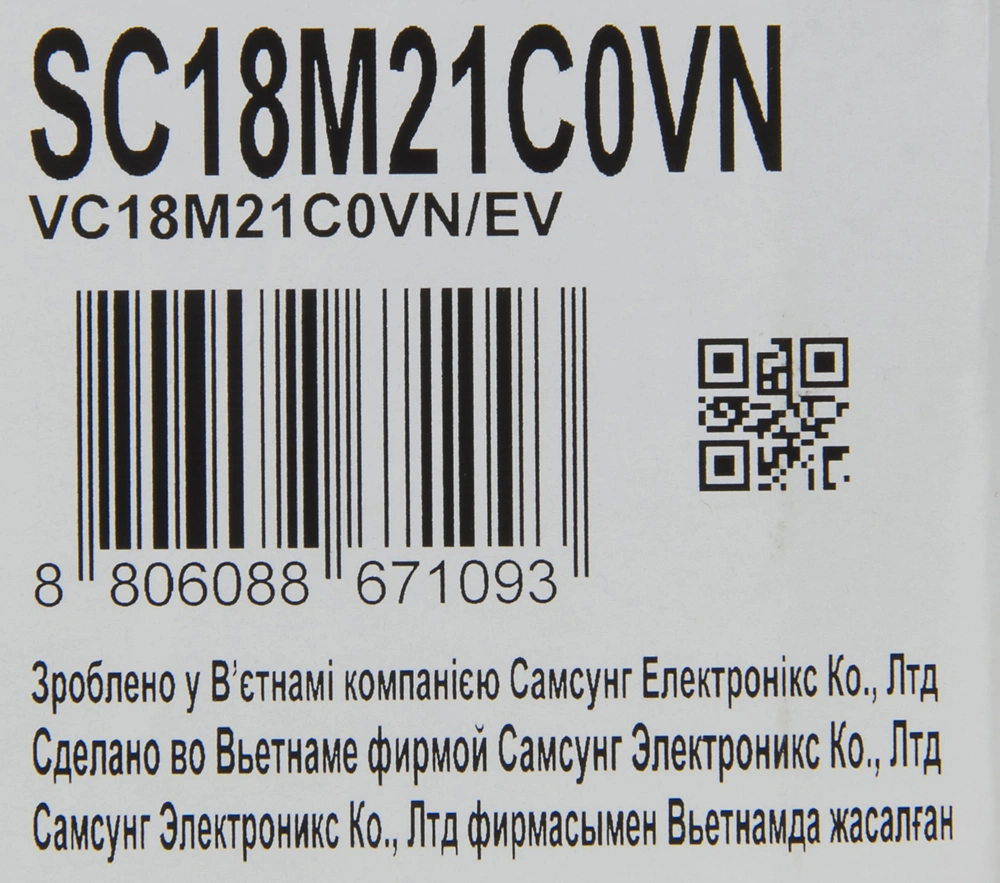 SC18M21C0VN
VC18M21C0VN/EV
8 806088 671093
Зроблено у В’єтнамі компанією Самсунг Електронікс Ко., Лтд
Сделано во Вьетнаме фирмой Самсунг Электроникс Ко., Лтд
Самсунг Электроникс Ко., Лтд фирмасымен Вьетнамда жасалған